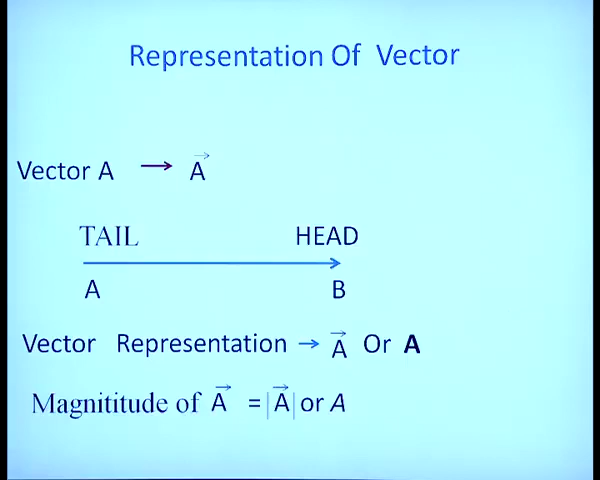 Representation Of Vector
Vector A → A⃗
TAIL HEAD
A B
Vector Representation → A⃗ Or A
Magnititude of A⃗ = |A⃗| or A